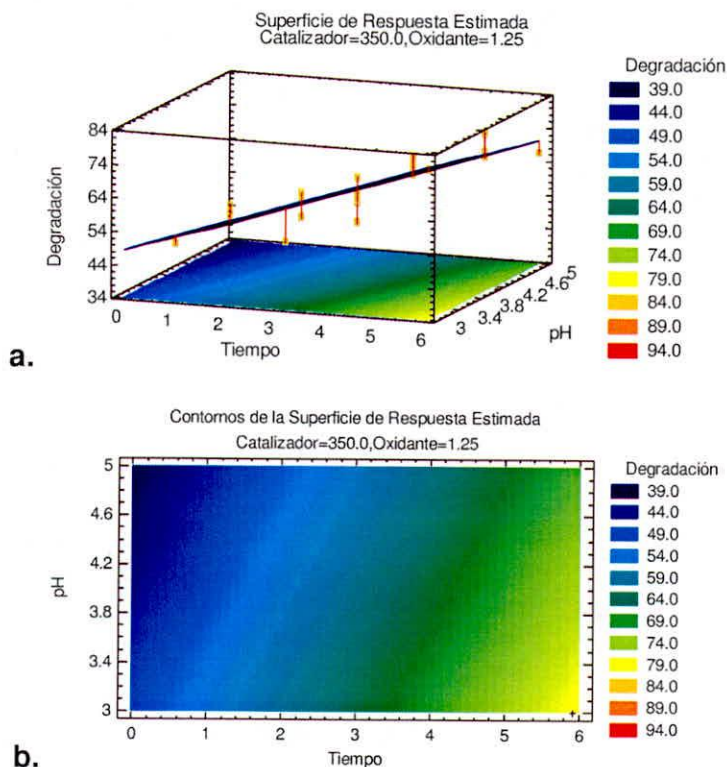 Superficie de Respuesta Estimada
Catalizador=350.0,Oxidante=1.25
Degradación
39.0
44.0
49.0
54.0
59.0
64.0
69.0
74.0
79.0
84.0
89.0
94.0
84
74
64
54
44
34
Degradación
0 1 2 3 4 5 6
Tiempo
3 3.4 3.8 4.2 4.6 5
pH
a.
Contornos de la Superficie de Respuesta Estimada
Catalizador=350.0,Oxidante=1.25
Degradación
39.0
44.0
49.0
54.0
59.0
64.0
69.0
74.0
79.0
84.0
89.0
94.0
5
4.6
4.2
3.8
3.4
3
pH
0 1 2 3 4 5 6
Tiempo
b.